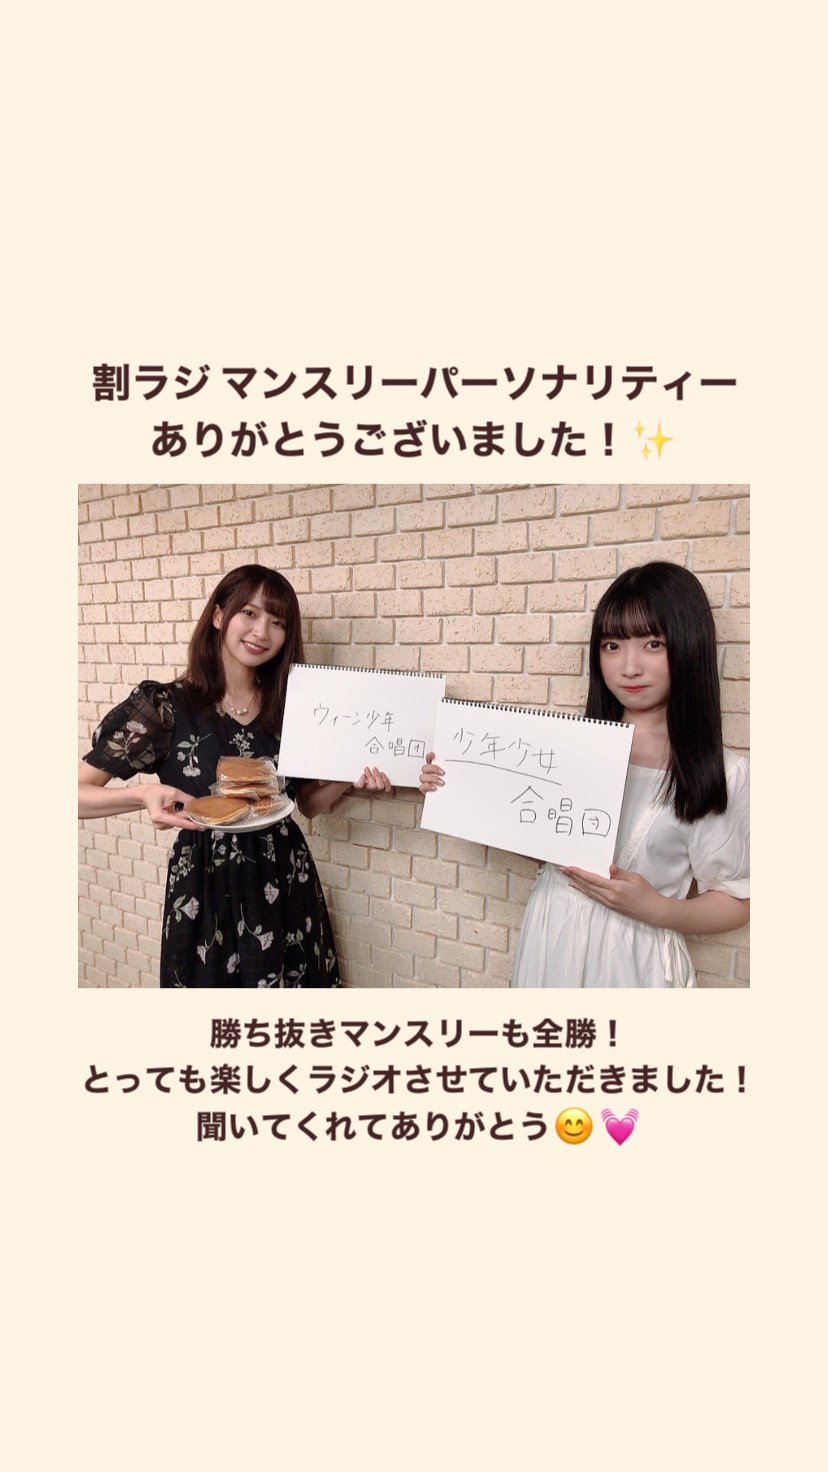 割ラジ マンスリーパーソナリティー
ありがとうございました！✨
ウィーン少年
合唱団
少年少女
合唱団
勝ち抜きマンスリーも全勝！
とっても楽しくラジオさせていただきました！
聞いてくれてありがとう😊💓